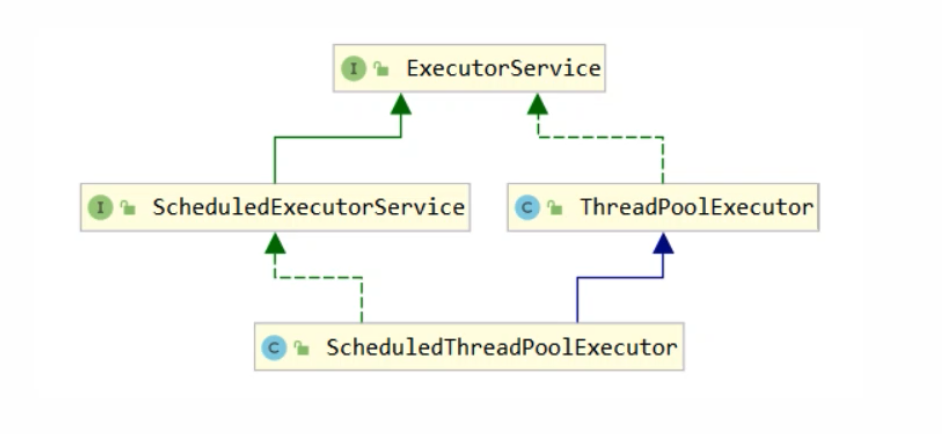 I ExecutorService
I ScheduledExecutorService
C ThreadPoolExecutor
C ScheduledThreadPoolExecutor